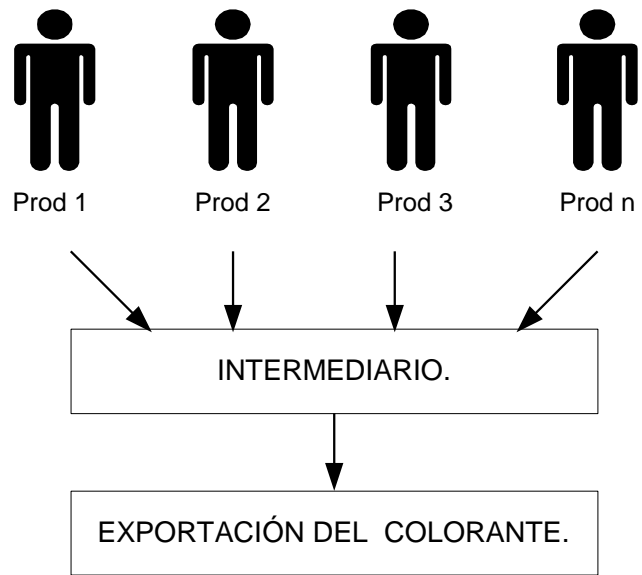 Prod 1 Prod 2 Prod 3 Prod n
INTERMEDIARIO.
EXPORTACIÓN DEL COLORANTE.